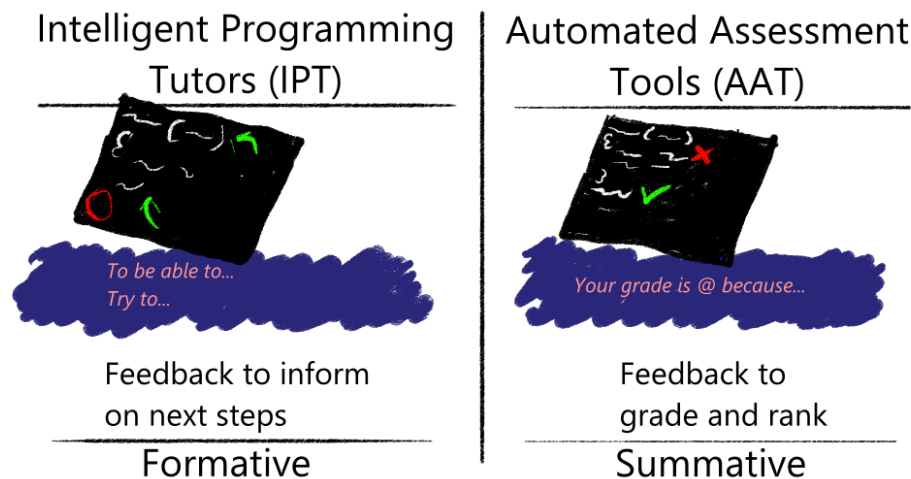 Intelligent Programming
Tutors (IPT)
To be able to...
Try to...
Feedback to inform
on next steps
Formative
Automated Assessment
Tools (AAT)
Your grade is @ because...
Feedback to
grade and rank
Summative